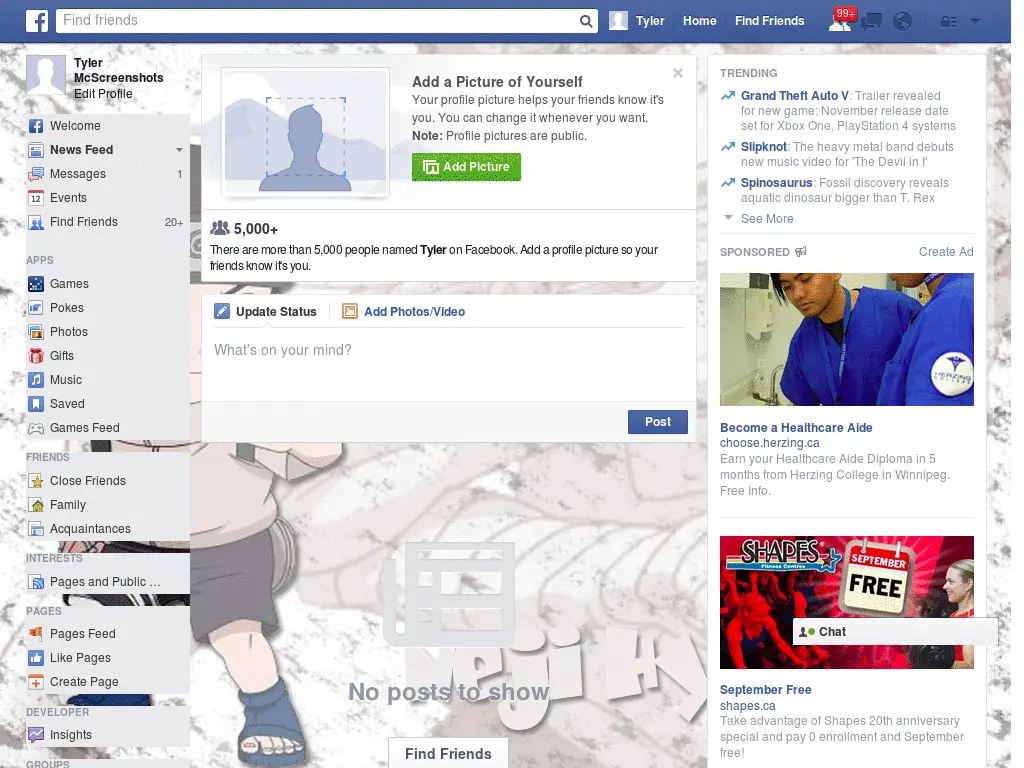 Find friends
Tyler
Home
Find Friends
99+
Tyler
McScreenshots
Edit Profile
Welcome
News Feed
Messages 1
12 Events
Find Friends 20+
APPS
Games
Pokes
Photos
Gifts
Music
Saved
Games Feed
FRIENDS
Close Friends
Family
Acquaintances
INTERESTS
Pages and Public ...
PAGES
Pages Feed
Like Pages
Create Page
DEVELOPER
Insights
GROUPS
Add a Picture of Yourself
Your profile picture helps your friends know it's
you. You can change it whenever you want.
Note: Profile pictures are public.
Add Picture
5,000+
There are more than 5,000 people named Tyler on Facebook. Add a profile picture so your
friends know it's you.
Update Status
Add Photos/Video
What's on your mind?
Post
No posts to show
Find Friends
Neji Hy
TRENDING
Grand Theft Auto V: Trailer revealed
for new game; November release date
set for Xbox One, PlayStation 4 systems
Slipknot: The heavy metal band debuts
new music video for 'The Devil in I'
Spinosaurus: Fossil discovery reveals
aquatic dinosaur bigger than T. Rex
See More
SPONSORED
Create Ad
HERZING
COLLEGE
Become a Healthcare Aide
choose.herzing.ca
Earn your Healthcare Aide Diploma in 5
months from Herzing College in Winnipeg.
Free Info.
SHAPES
Fitness Centres
SEPTEMBER
FREE
Chat
September Free
shapes.ca
Take advantage of Shapes 20th anniversary
special and pay 0 enrollment and September
free!